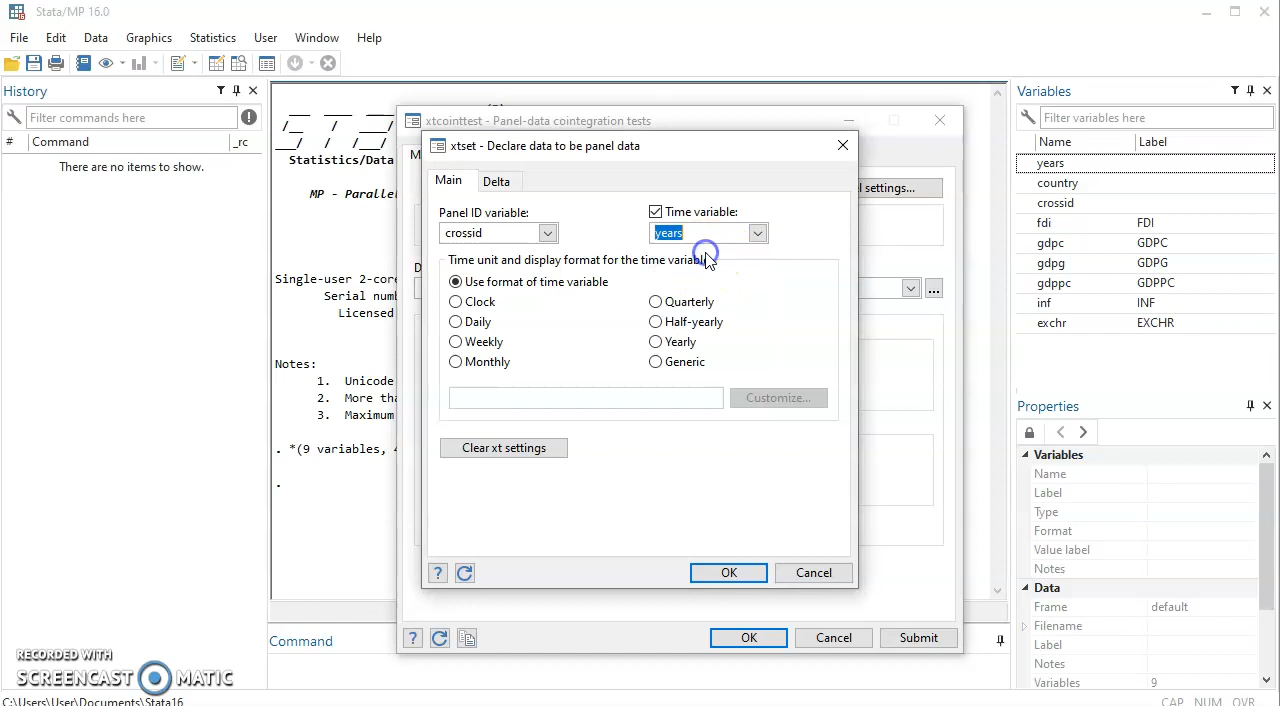 Stata/MP 16.0
File Edit Data Graphics Statistics User Window Help
History
Filter commands here
# Command _rc
There are no items to show.
Statistics/Data
MP - Paralle
Single-user 2-core
Serial num
Licensed
Notes:
1. Unicode
2. More tha
3. Maximum
. *(9 variables, 4
.
xtcointtest - Panel-data cointegration tests
l settings...
OK Cancel Submit
xtset - Declare data to be panel data
Main Delta
Panel ID variable: Time variable:
crossid years
Time unit and display format for the time variable
Use format of time variable
Clock Quarterly
Daily Half-yearly
Weekly Yearly
Monthly Generic
Customize...
Clear xt settings
? OK Cancel
Variables
Filter variables here
Name Label
years
country
crossid
fdi FDI
gdpc GDPC
gdpg GDPG
gdppc GDPPC
inf INF
exchr EXCHR
Properties
Variables
Name
Label
Type
Format
Value label
Notes
Data
Frame default
Filename
Label
Notes
Variables 9
Command
RECORDED WITH
SCREENCAST MATIC
C:\Users\User\Documents\Stata16
CAP NUM OVR